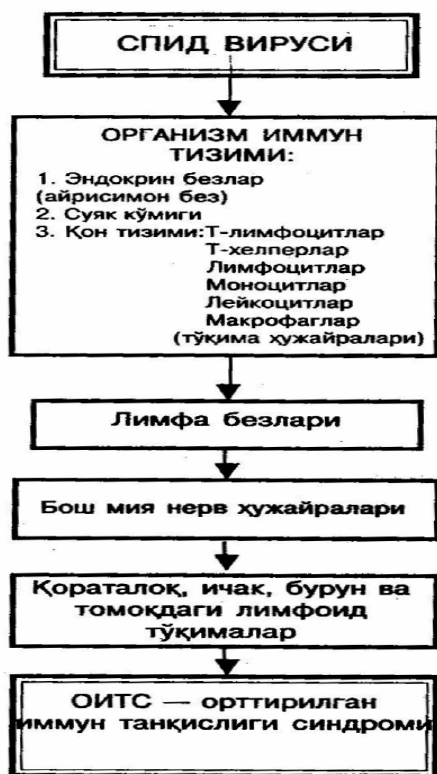 СПИД ВИРУСИ
ОРГАНИЗМ ИММУН
ТИЗИМИ:
1. Эндокрин безлар
(айрисимон без)
2. Суяк кўмиги
3. Қон тизими: Т-лимфоцитлар
Т-хелперлар
Лимфоцитлар
Моноцитлар
Лейкоцитлар
Макрофаглар
(тўқима ҳужайралари)
Лимфа безлари
Бош мия нерв ҳужайралари
Қораталоқ, ичак, бурун ва
томоқдаги лимфоид
тўқималар
ОИТС — орттирилган
иммун танқислиги синдроми